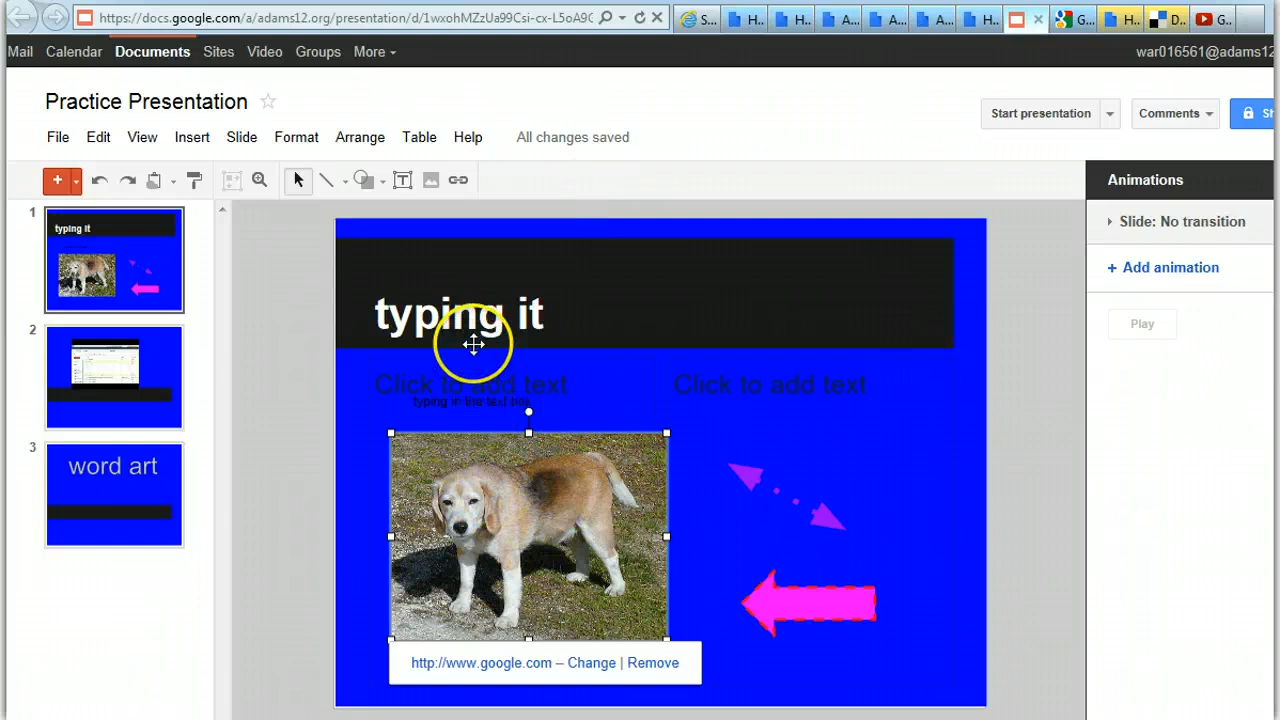 https://docs.google.com/a/adams12.org/presentation/d/1wxohMZzUa99Csi-cx-L5oA9G
S...
H...
H...
A...
A...
A...
H...
G...
H...
D...
G...
Mail Calendar Documents Sites Video Groups More
war016561@adams12
Practice Presentation
Start presentation
Comments
Sh
File Edit View Insert Slide Format Arrange Table Help All changes saved
Animations
Slide: No transition
+ Add animation
Play
1
typing it
2
3
word art
typing it
Click to add text
Click to add text
typing in the text box
http://www.google.com – Change | Remove